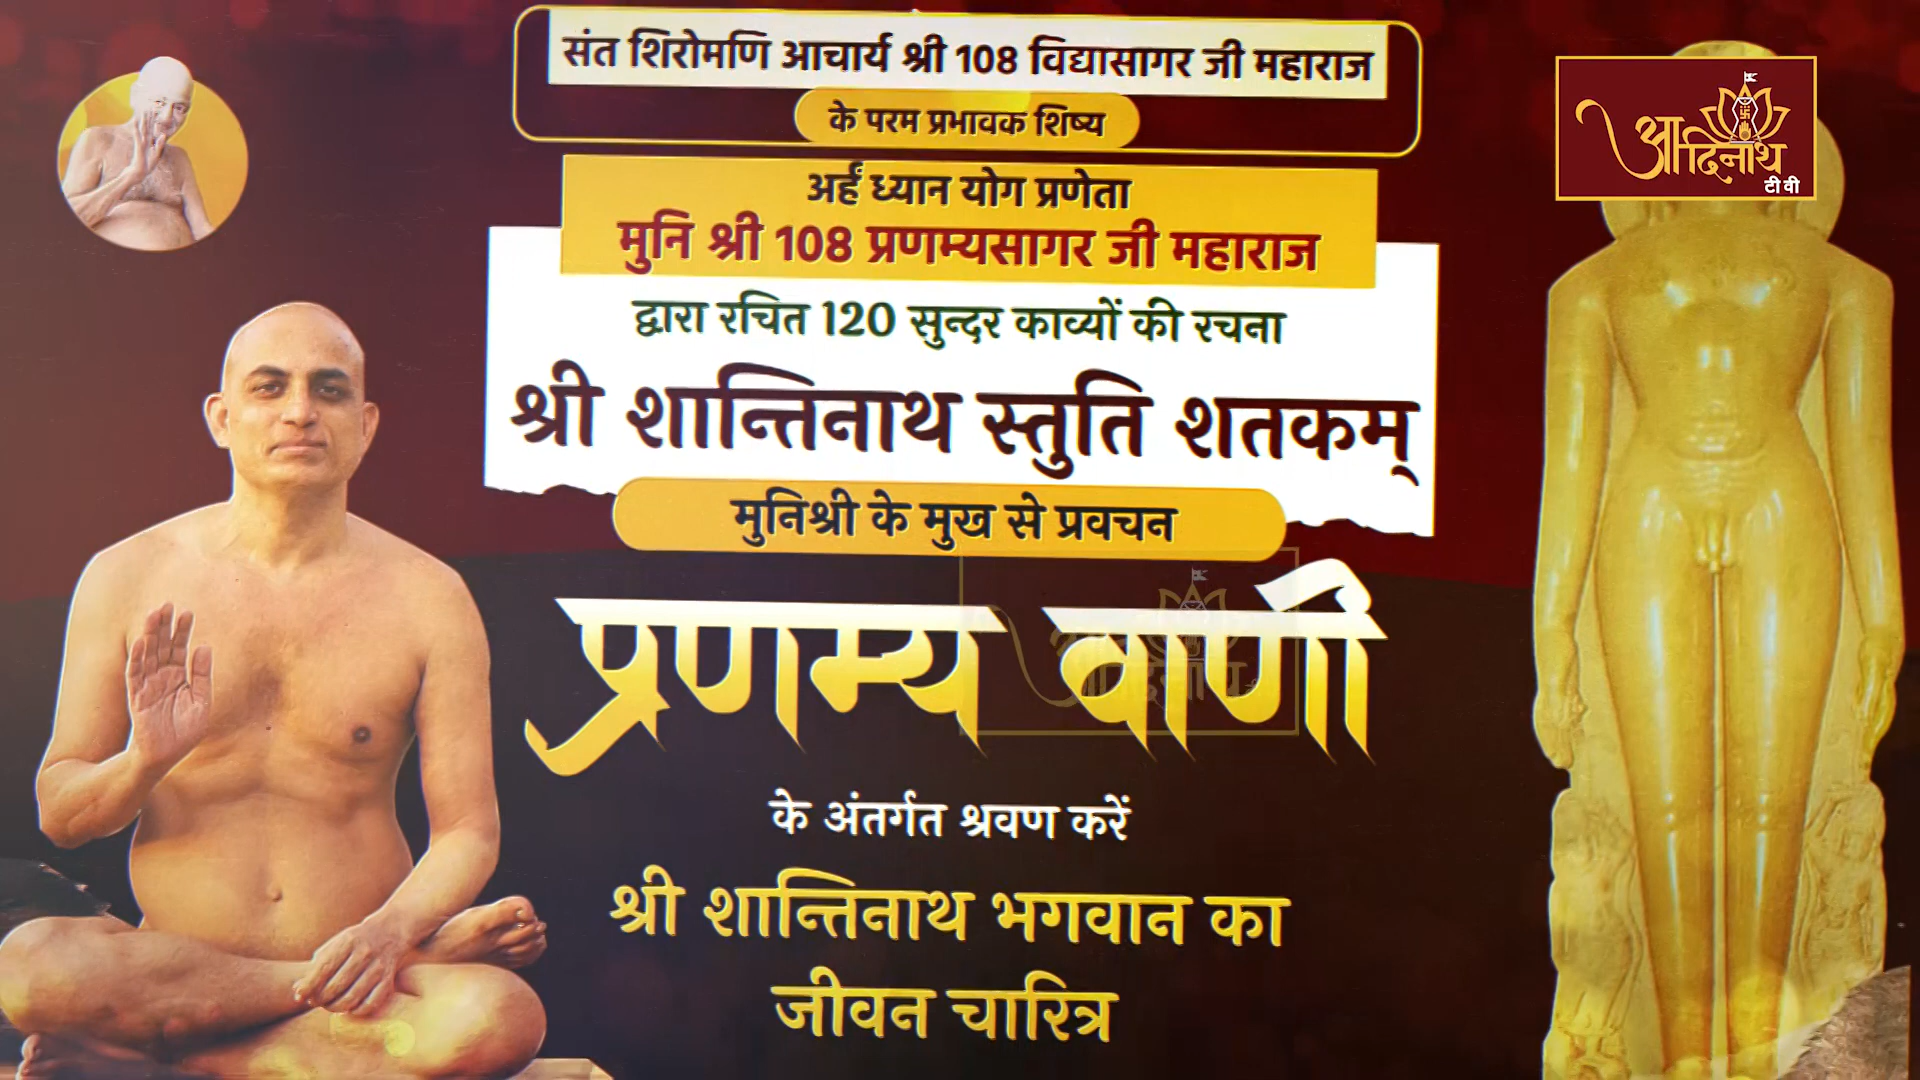 संत शिरोमणि आचार्य श्री 108 विद्यासागर जी महाराज
के परम प्रभावक शिष्य
अर्हं ध्यान योग प्रणेता
मुनि श्री 108 प्रणम्यसागर जी महाराज
द्वारा रचित 120 सुन्दर काव्यों की रचना
श्री शान्तिनाथ स्तुति शतकम्
मुनिश्री के मुख से प्रवचन
प्रणम्य वाणी
के अंतर्गत श्रवण करें
श्री शान्तिनाथ भगवान का
जीवन चारित्र
आदिनाथ
टी वी
आदिनाथ